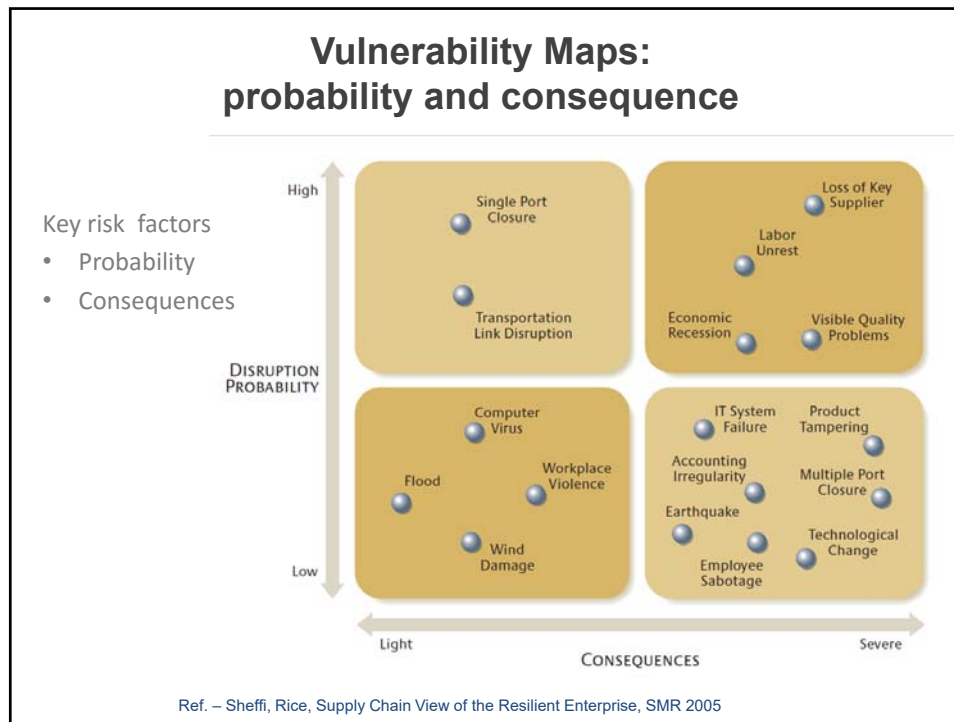 Vulnerability Maps:
probability and consequence
Key risk factors
• Probability
• Consequences
High
DISRUPTION
PROBABILITY
Low
Single Port
Closure
Transportation
Link Disruption
Loss of Key
Supplier
Labor
Unrest
Economic
Recession
Visible Quality
Problems
Computer
Virus
Flood
Workplace
Violence
Wind
Damage
IT System
Failure
Product
Tampering
Accounting
Irregularity
Multiple Port
Closure
Earthquake
Employee
Sabotage
Technological
Change
Light
Severe
CONSEQUENCES
Ref. – Sheffi, Rice, Supply Chain View of the Resilient Enterprise, SMR 2005